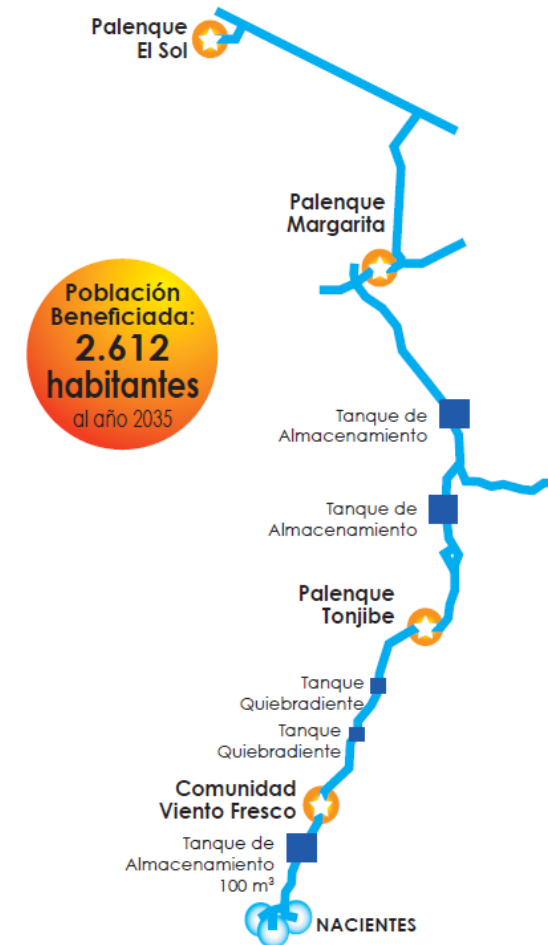 Palenque
El Sol
Palenque
Margarita
Población
Beneficiada:
2.612
habitantes
al año 2035
Tanque de
Almacenamiento
Tanque de
Almacenamiento
Palenque
Tonjibe
Tanque
Quiebradiente
Tanque
Quiebradiente
Comunidad
Viento Fresco
Tanque de
Almacenamiento
100 m³
NACIENTES